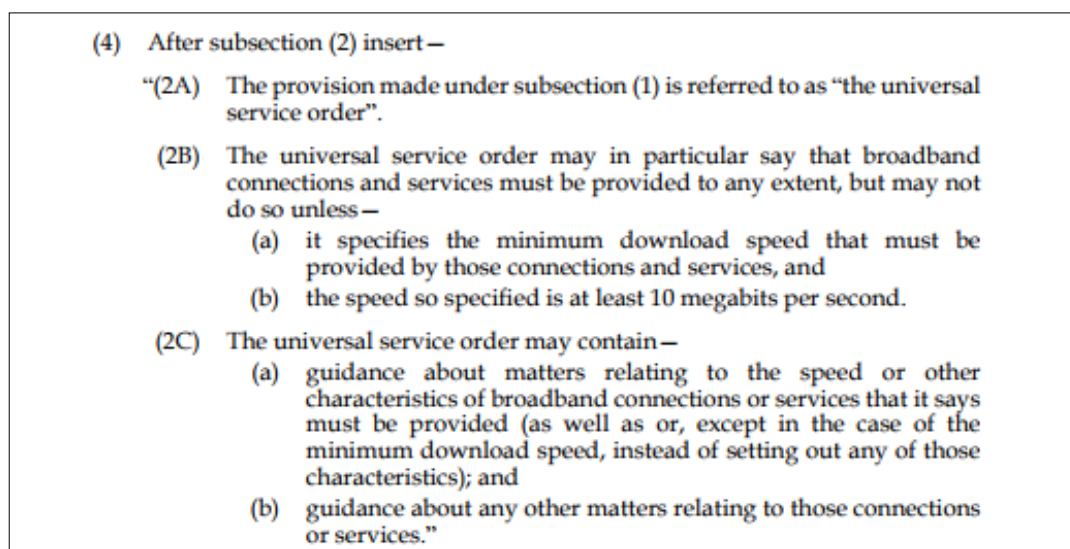 (4) After subsection (2) insert—
“(2A) The provision made under subsection (1) is referred to as “the universal
service order”.
(2B) The universal service order may in particular say that broadband
connections and services must be provided to any extent, but may not
do so unless—
(a) it specifies the minimum download speed that must be
provided by those connections and services, and
(b) the speed so specified is at least 10 megabits per second.
(2C) The universal service order may contain—
(a) guidance about matters relating to the speed or other
characteristics of broadband connections or services that it says
must be provided (as well as or, except in the case of the
minimum download speed, instead of setting out any of those
characteristics); and
(b) guidance about any other matters relating to those connections
or services.”